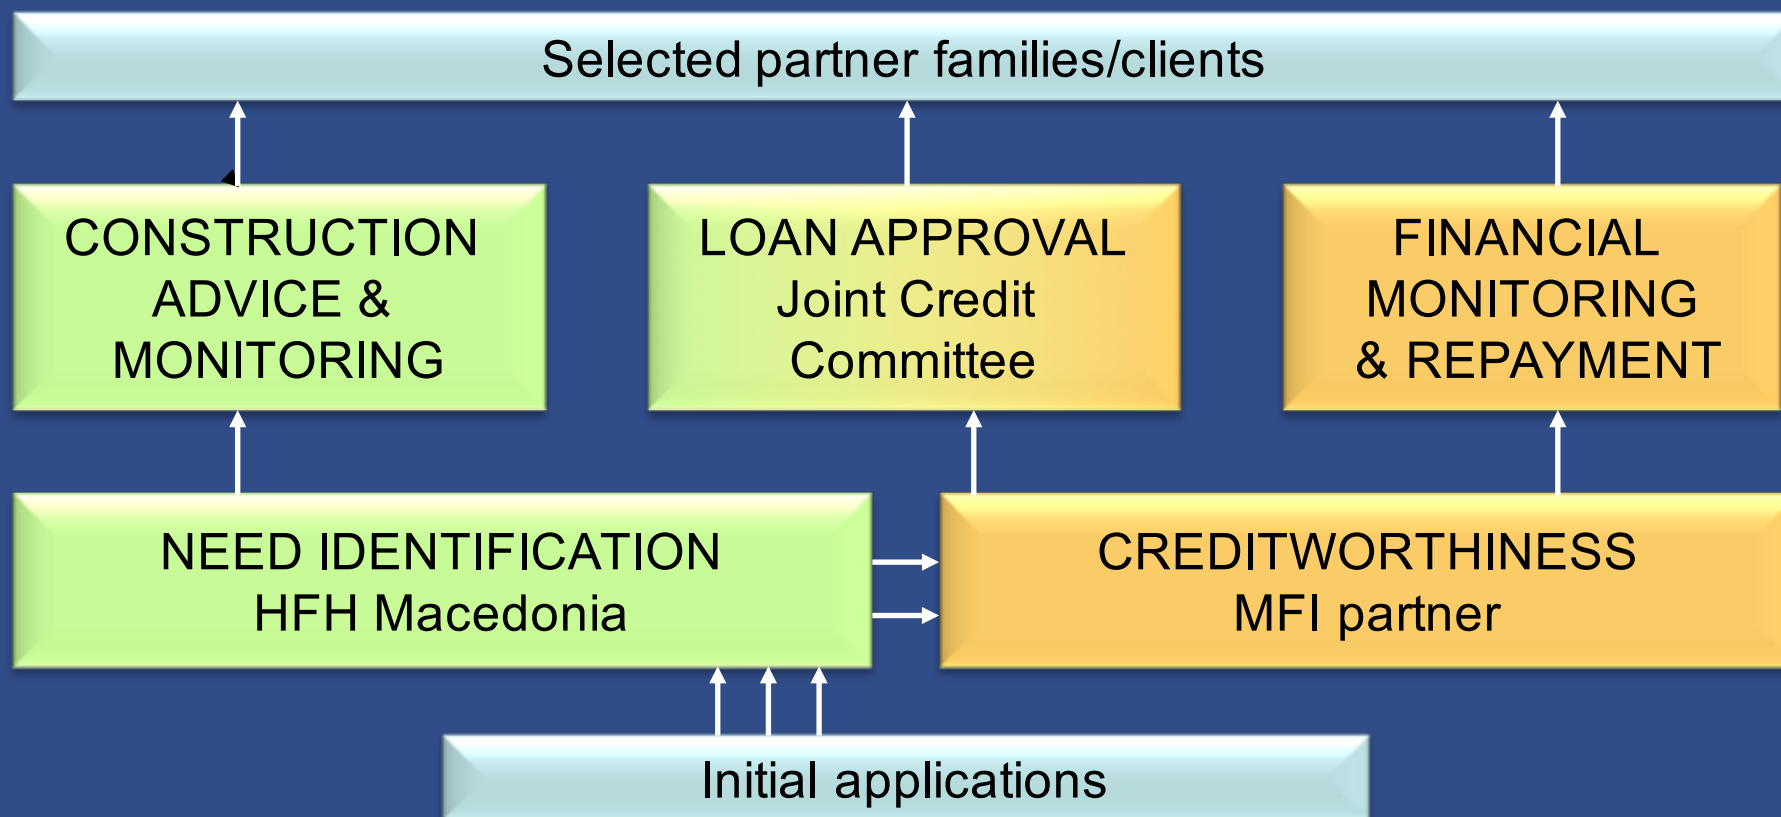 Selected partner families/clients
CONSTRUCTION
ADVICE &
MONITORING
LOAN APPROVAL
Joint Credit
Committee
FINANCIAL
MONITORING
& REPAYMENT
NEED IDENTIFICATION
HFH Macedonia
CREDITWORTHINESS
MFI partner
Initial applications